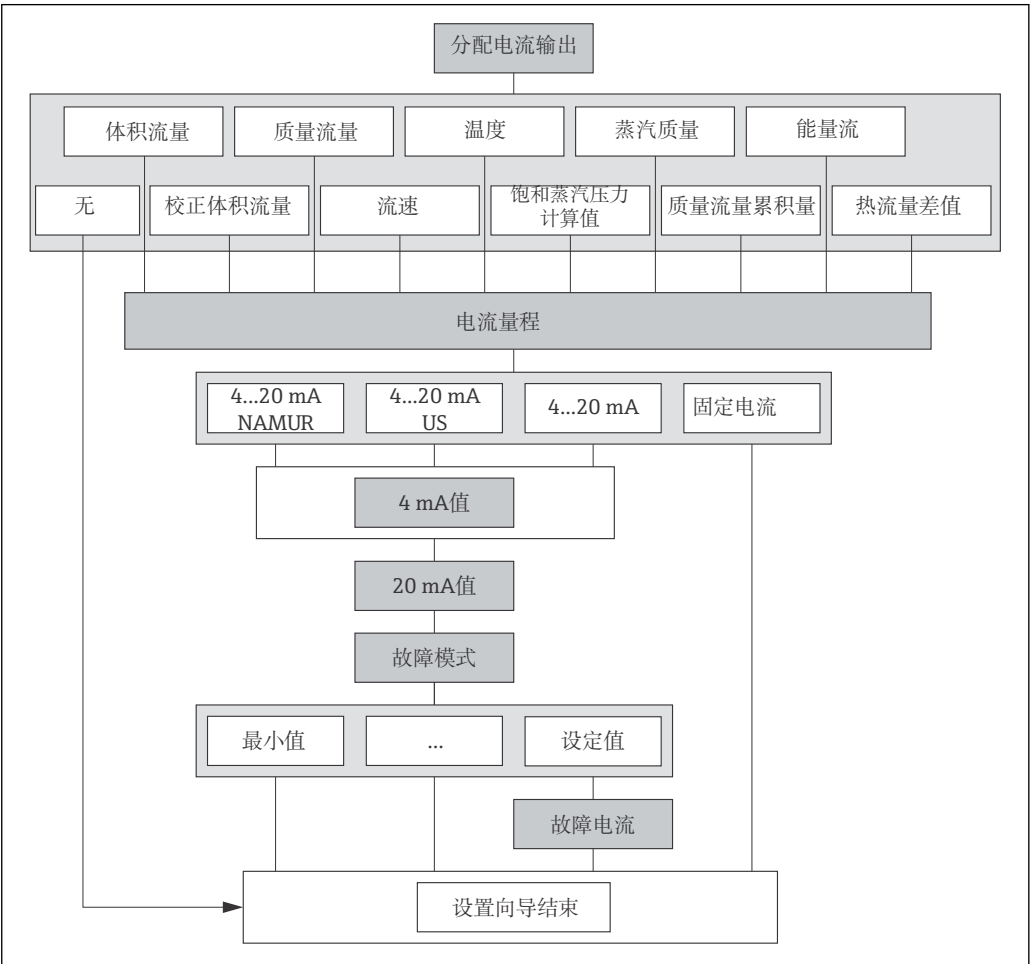 分配电流输出
体积流量
质量流量
温度
蒸汽质量
能量流
无
校正体积流量
流速
饱和蒸汽压力
计算值
质量流量累积量
热流量差值
电流量程
4...20 mA
NAMUR
4...20 mA
US
4...20 mA
固定电流
4 mA值
20 mA值
故障模式
最小值
...
设定值
故障电流
设置向导结束